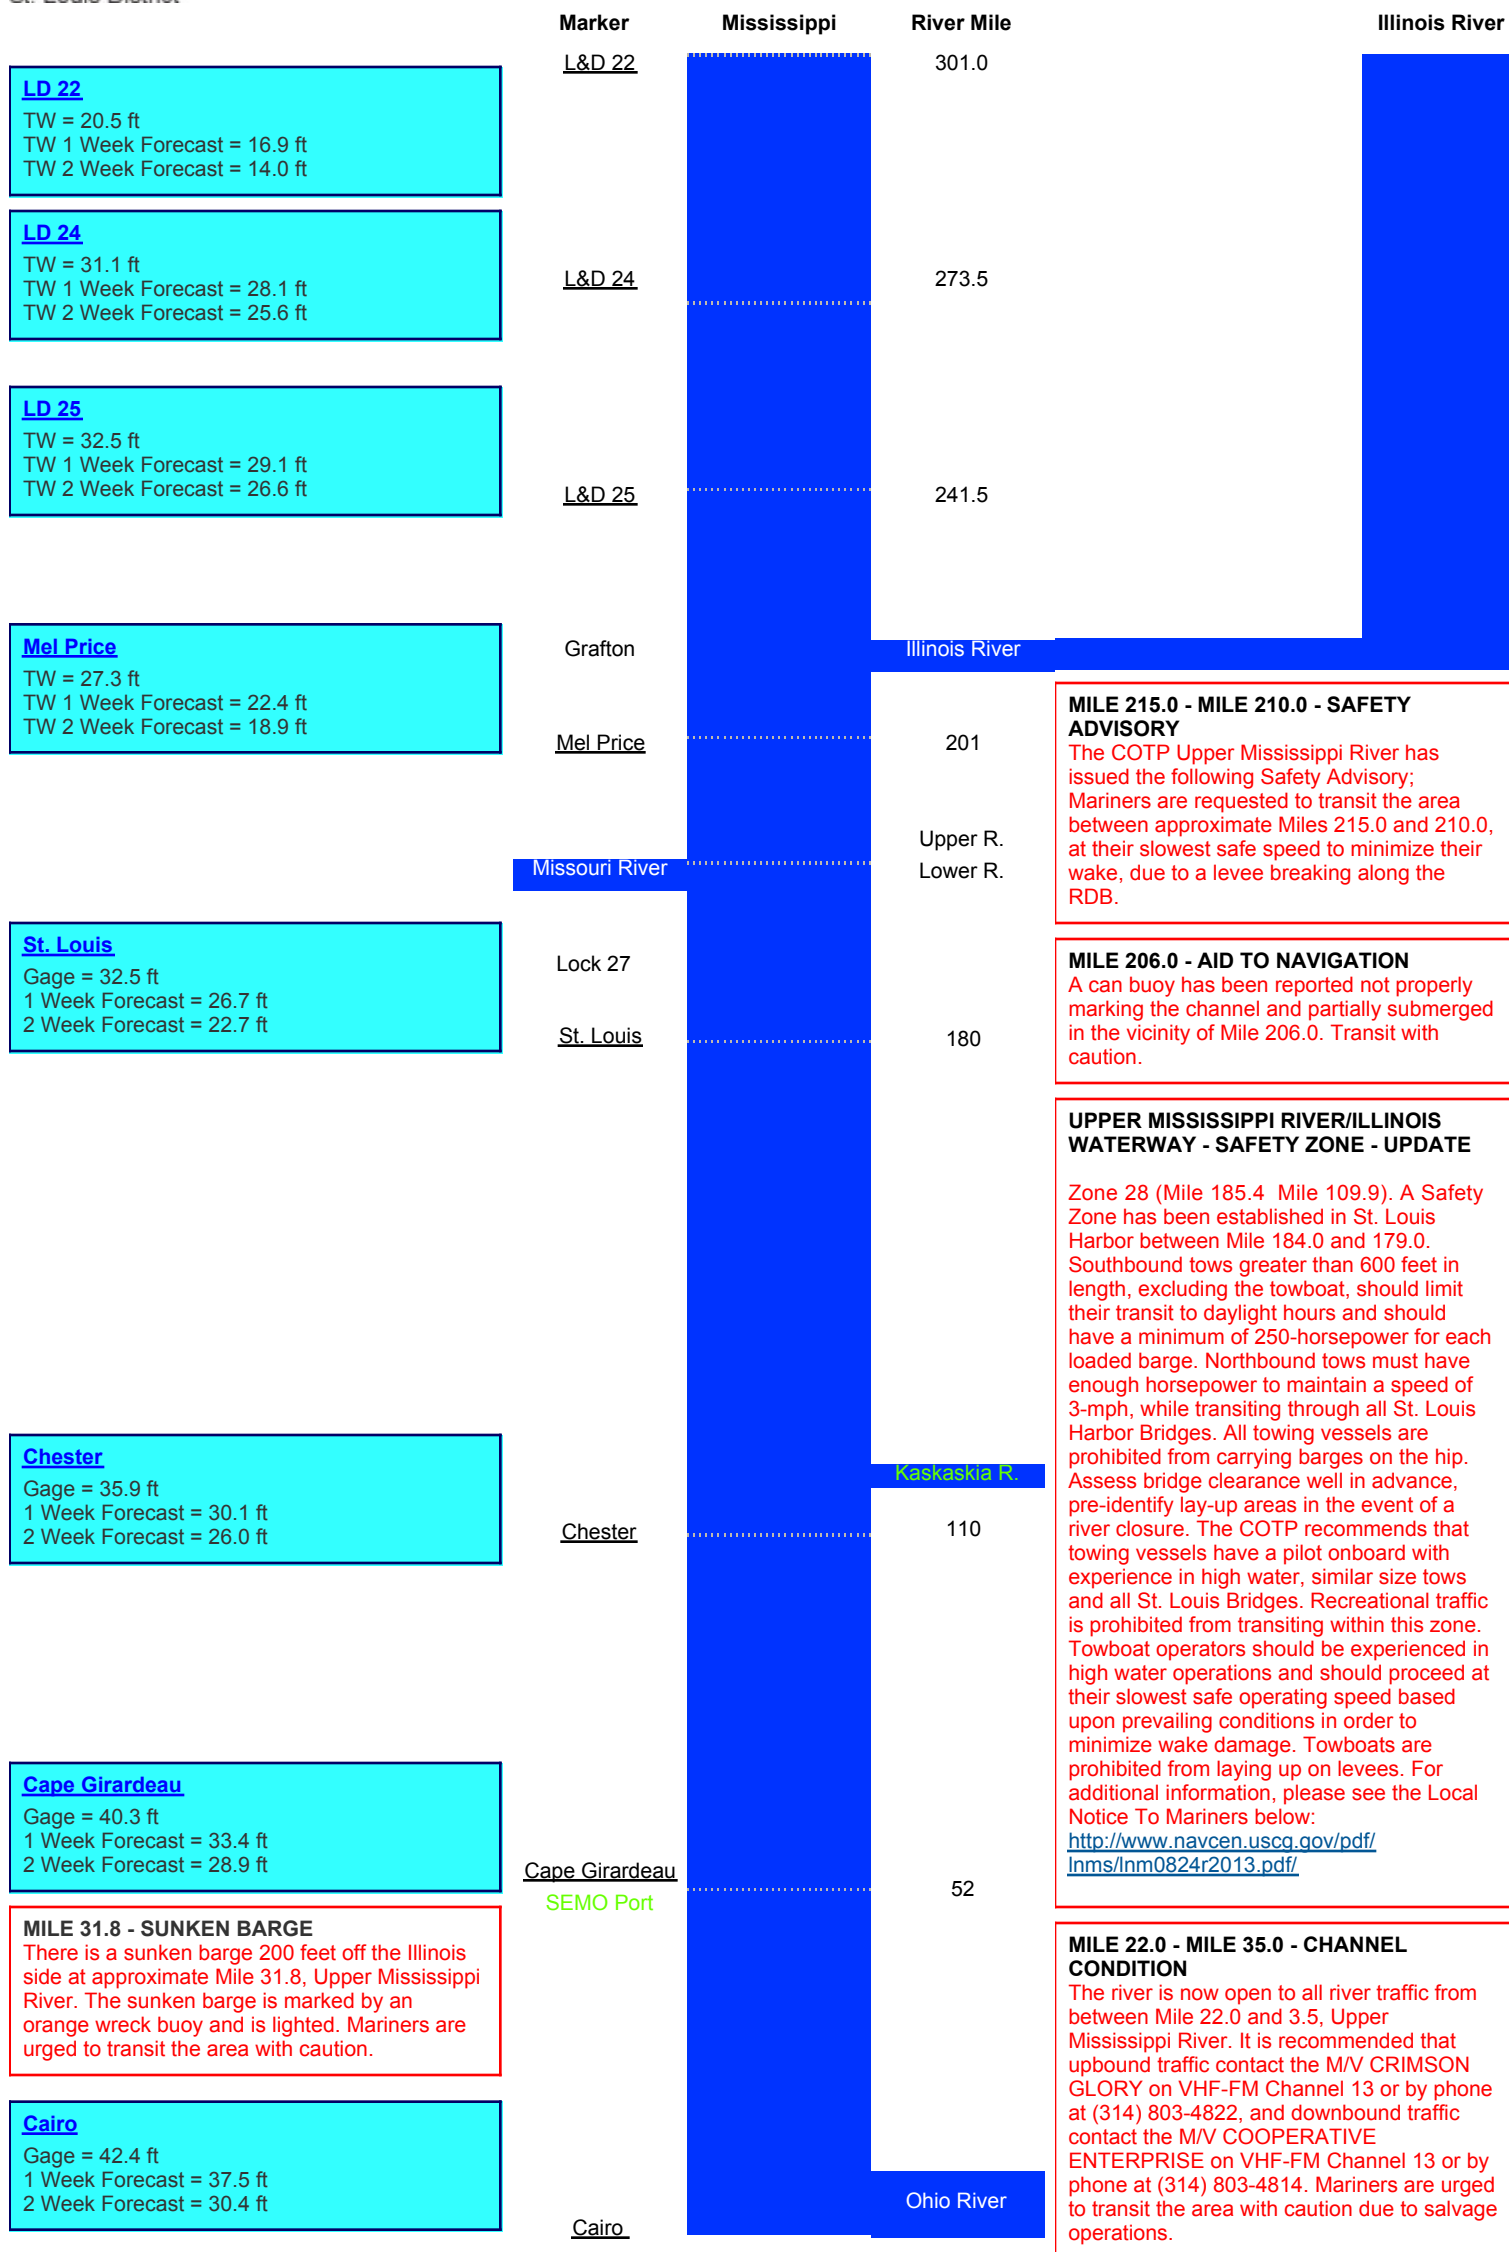 St. Louis District
Marker Mississippi River Mile Illinois River
L&D 22 301.0
LD 22
TW = 20.5 ft
TW 1 Week Forecast = 16.9 ft
TW 2 Week Forecast = 14.0 ft
LD 24
TW = 31.1 ft
TW 1 Week Forecast = 28.1 ft
TW 2 Week Forecast = 25.6 ft
L&D 24 273.5
LD 25
TW = 32.5 ft
TW 1 Week Forecast = 29.1 ft
TW 2 Week Forecast = 26.6 ft
L&D 25 241.5
Mel Price
TW = 27.3 ft
TW 1 Week Forecast = 22.4 ft
TW 2 Week Forecast = 18.9 ft
Grafton Illinois River
Mel Price 201
Upper R.
Missouri River Lower R.
MILE 215.0 - MILE 210.0 - SAFETY
ADVISORY
The COTP Upper Mississippi River has
issued the following Safety Advisory;
Mariners are requested to transit the area
between approximate Miles 215.0 and 210.0,
at their slowest safe speed to minimize their
wake, due to a levee breaking along the
RDB.
St. Louis
Gage = 32.5 ft
1 Week Forecast = 26.7 ft
2 Week Forecast = 22.7 ft
Lock 27
St. Louis 180
MILE 206.0 - AID TO NAVIGATION
A can buoy has been reported not properly
marking the channel and partially submerged
in the vicinity of Mile 206.0. Transit with
caution.
UPPER MISSISSIPPI RIVER/ILLINOIS
WATERWAY - SAFETY ZONE - UPDATE
Zone 28 (Mile 185.4  Mile 109.9). A Safety
Zone has been established in St. Louis
Harbor between Mile 184.0 and 179.0.
Southbound tows greater than 600 feet in
length, excluding the towboat, should limit
their transit to daylight hours and should
have a minimum of 250-horsepower for each
loaded barge. Northbound tows must have
enough horsepower to maintain a speed of
3-mph, while transiting through all St. Louis
Harbor Bridges. All towing vessels are
prohibited from carrying barges on the hip.
Assess bridge clearance well in advance,
pre-identify lay-up areas in the event of a
river closure. The COTP recommends that
towing vessels have a pilot onboard with
experience in high water, similar size tows
and all St. Louis Bridges. Recreational traffic
is prohibited from transiting within this zone.
Towboat operators should be experienced in
high water operations and should proceed at
their slowest safe operating speed based
upon prevailing conditions in order to
minimize wake damage. Towboats are
prohibited from laying up on levees. For
additional information, please see the Local
Notice To Mariners below:
http://www.navcen.uscg.gov/pdf/
lnms/lnm0824r2013.pdf/
Chester
Gage = 35.9 ft
1 Week Forecast = 30.1 ft
2 Week Forecast = 26.0 ft
Kaskaskia R.
Chester 110
Cape Girardeau
Gage = 40.3 ft
1 Week Forecast = 33.4 ft
2 Week Forecast = 28.9 ft
Cape Girardeau 52
SEMO Port
MILE 31.8 - SUNKEN BARGE
There is a sunken barge 200 feet off the Illinois
side at approximate Mile 31.8, Upper Mississippi
River. The sunken barge is marked by an
orange wreck buoy and is lighted. Mariners are
urged to transit the area with caution.
MILE 22.0 - MILE 35.0 - CHANNEL
CONDITION
The river is now open to all river traffic from
between Mile 22.0 and 3.5, Upper
Mississippi River. It is recommended that
upbound traffic contact the M/V CRIMSON
GLORY on VHF-FM Channel 13 or by phone
at (314) 803-4822, and downbound traffic
contact the M/V COOPERATIVE
ENTERPRISE on VHF-FM Channel 13 or by
phone at (314) 803-4814. Mariners are urged
to transit the area with caution due to salvage
operations.
Cairo
Gage = 42.4 ft
1 Week Forecast = 37.5 ft
2 Week Forecast = 30.4 ft
Ohio River
Cairo